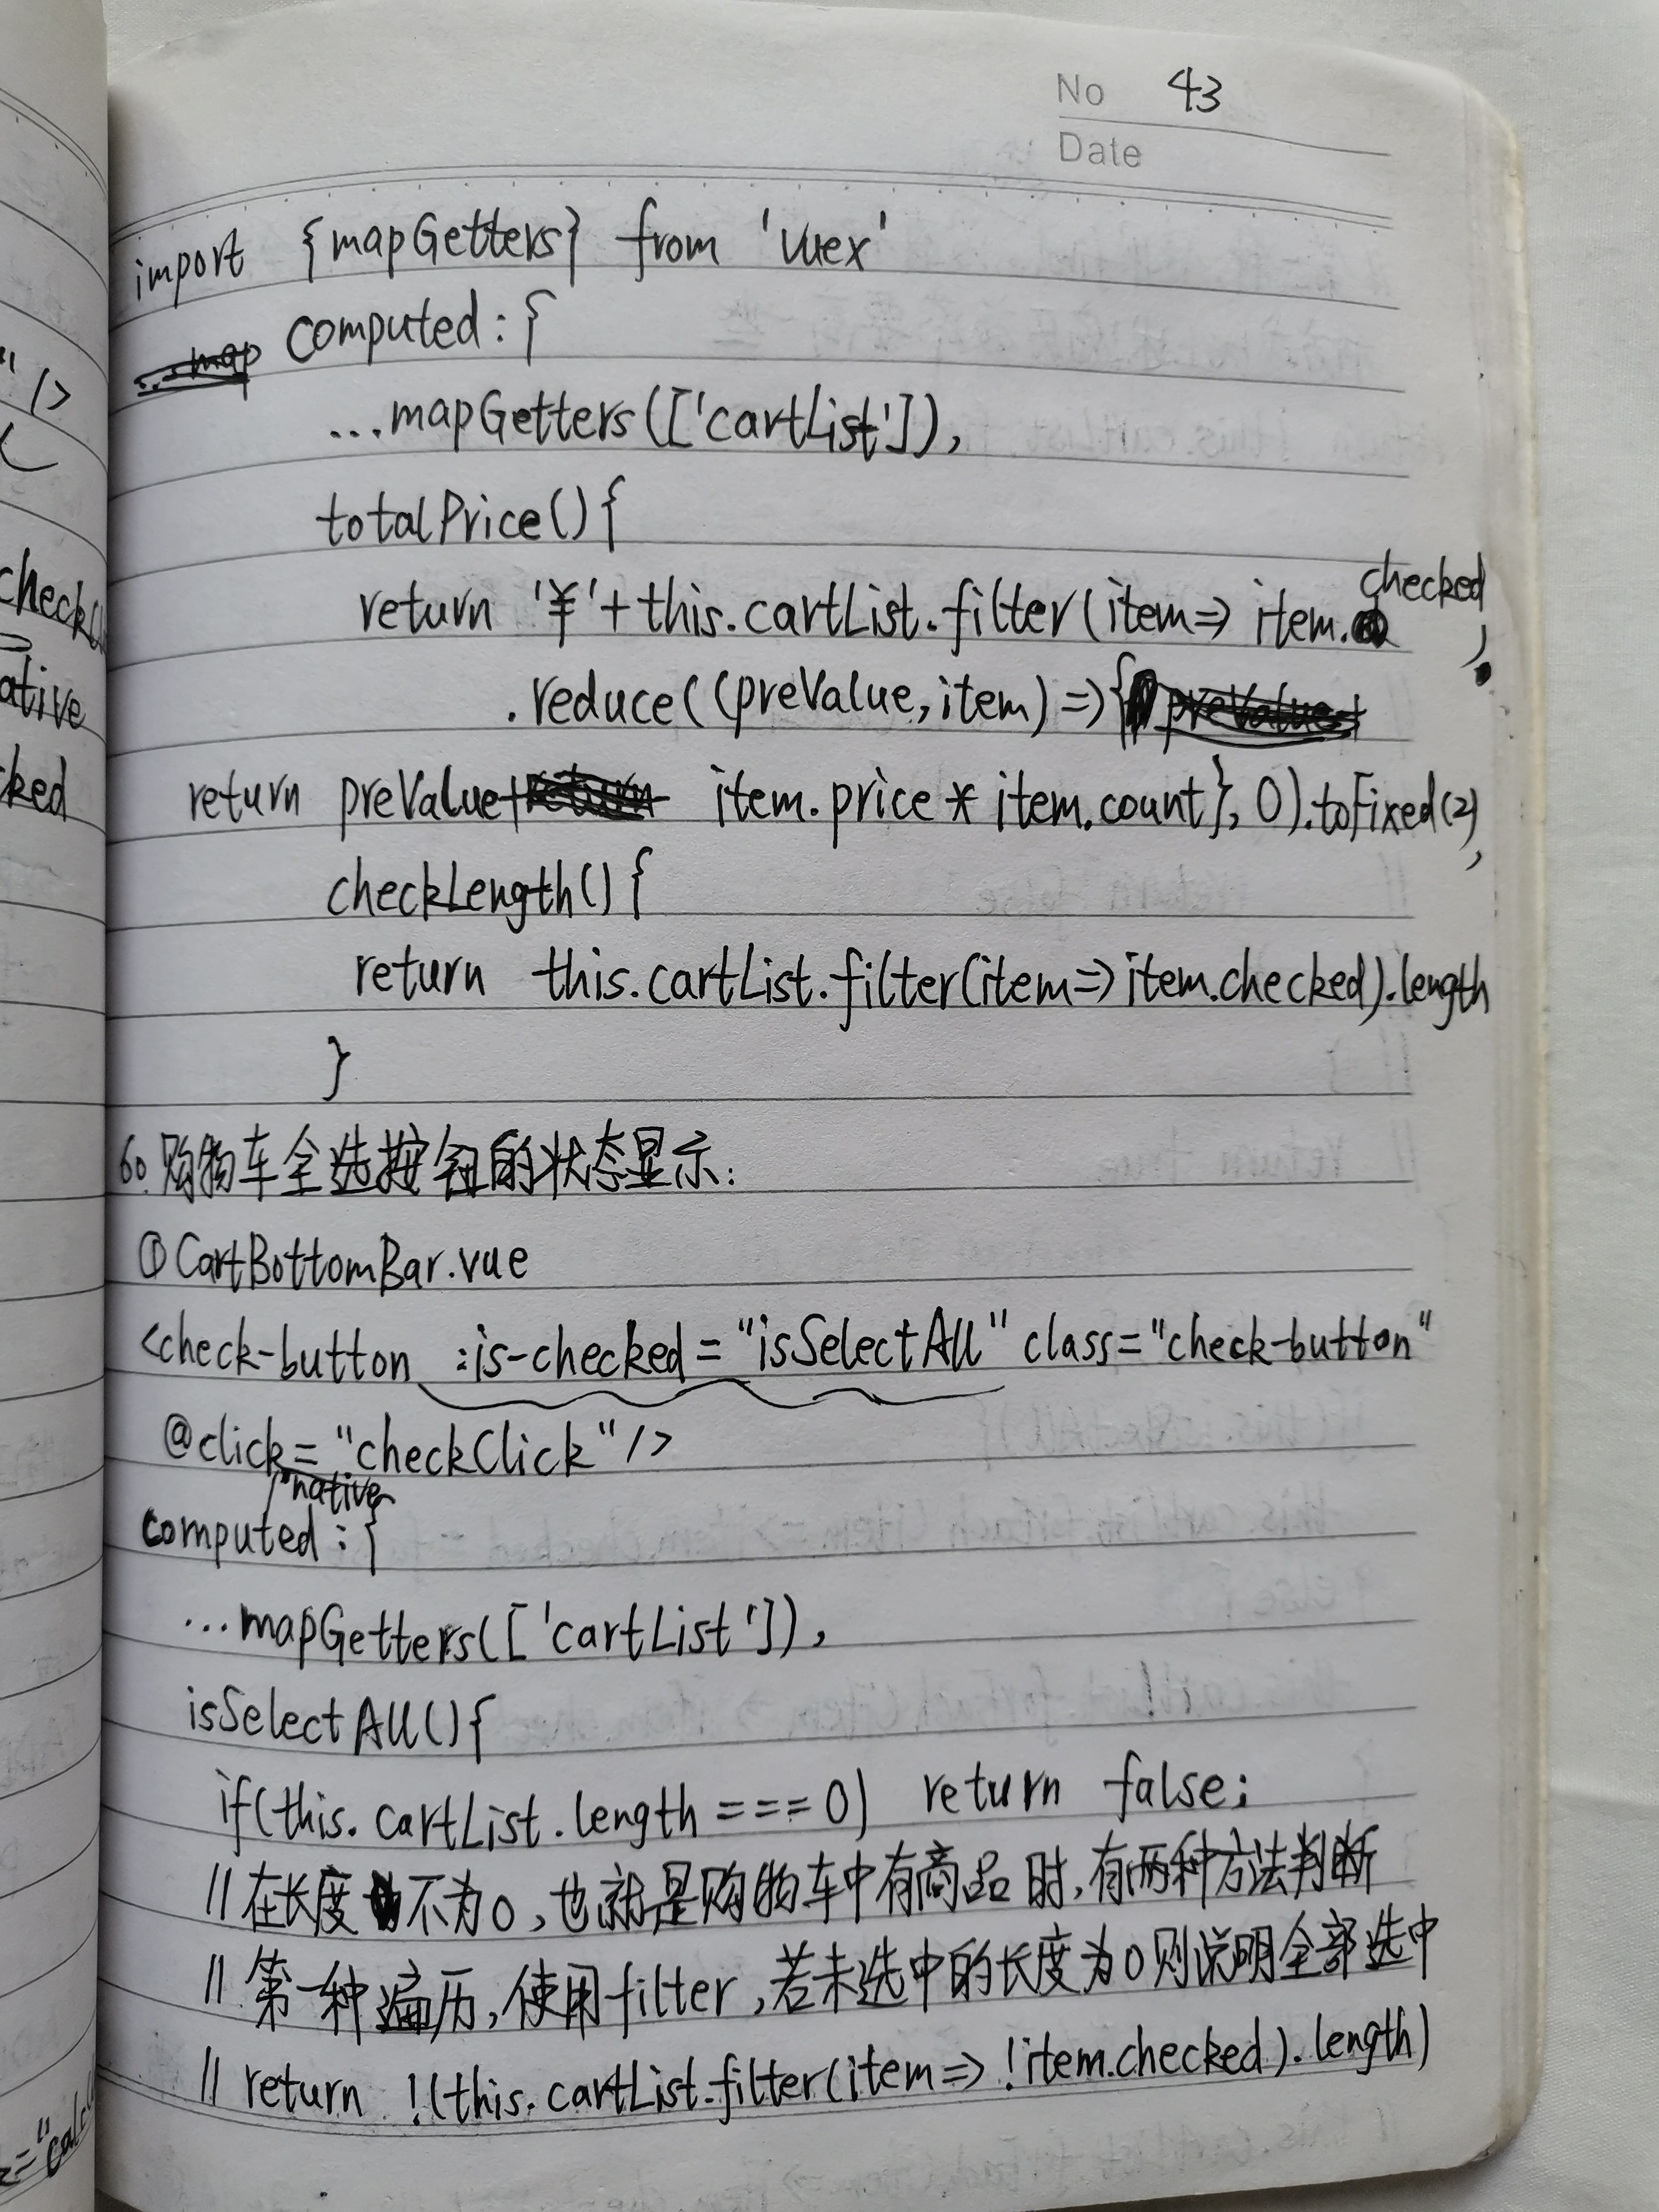 No 43
Date
import {mapGetters} from 'vuex'
computed:{
...mapGetters(['cartList']),
totalPrice(){
return '¥'+this.cartList.filter(item=> item.checked)
.reduce((preValue,item)=>{
return preValue+ item.price * item.count},0).toFixed(2),
checkLength(){
return this.cartList.filter(item=>item.checked).length
}
60.购物车全选按钮的状态显示:
①CartBottomBar.vue
<check-button :is-checked="isSelectAll" class="check-button"
@click.native="checkClick"/>
computed:{
...mapGetters(['cartList']),
isSelectAll(){
if(this.cartList.length===0) return false;
//在长度不为0,也就是购物车中有商品时,有两种方法判断
//第一种遍历,使用filter,若未选中的长度为0则说明全部选中
//return !(this.cartList.filter(item=>!item.checked).length)
"/>
ative
ked